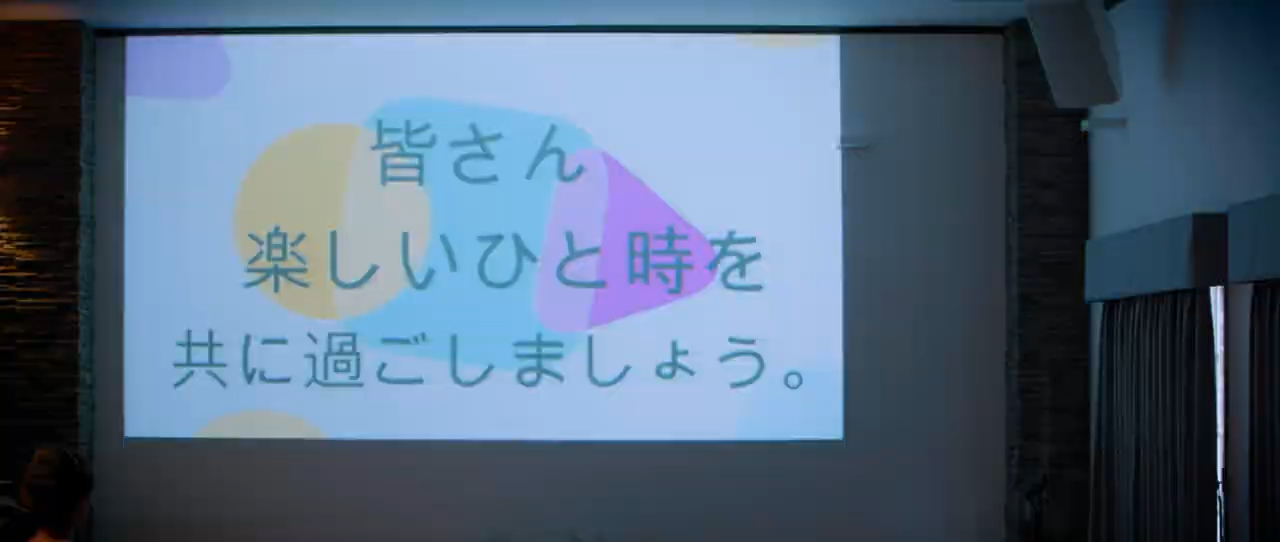 皆さん
楽しいひと時を
共に過ごしましょう。